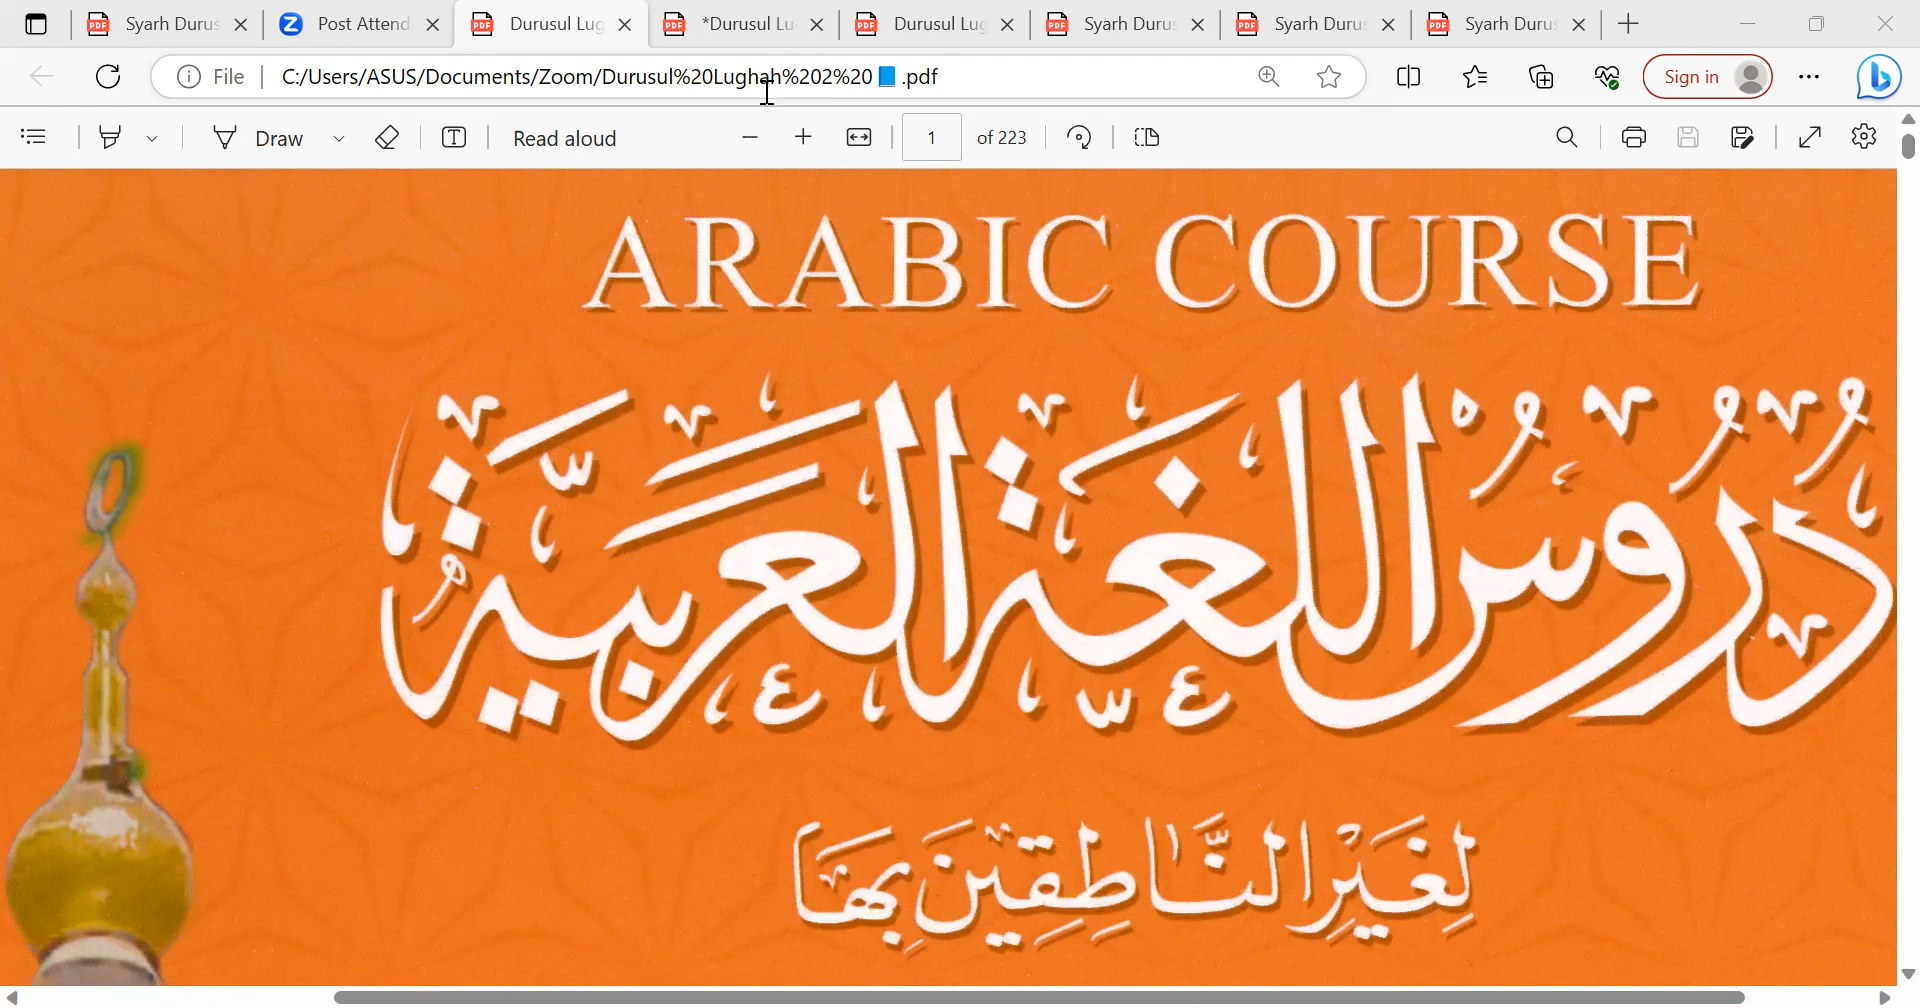 Syarh Durus
Post Attend
Durusul Lug
*Durusul Lu
Durusul Lug
Syarh Durus
Syarh Durus
Syarh Durus
File
C:/Users/ASUS/Documents/Zoom/Durusul%20Lughah%202%20📘.pdf
Sign in
Draw
Read aloud
1
of 223
ARABIC COURSE
دُرُوسُ اللُّغَةِ الْعَرَبِيَّةِ
لِغَيْرِ النَّاطِقِيْنَ بِهَا